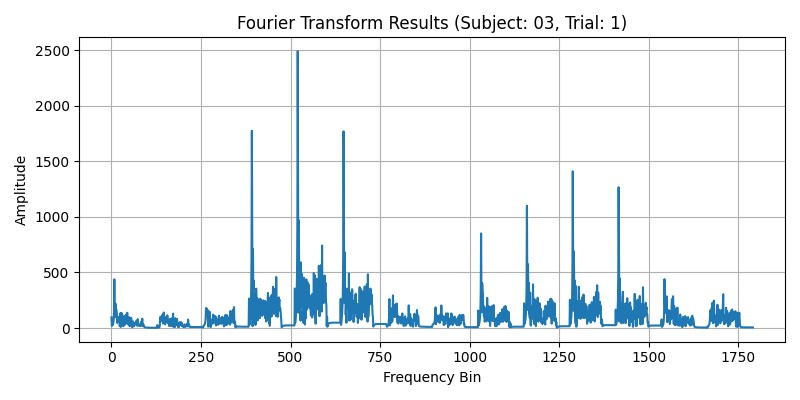 Fourier Transform Results (Subject: 03, Trial: 1)
2500
2000
1500
1000
500
0
Amplitude
0 250 500 750 1000 1250 1500 1750
Frequency Bin